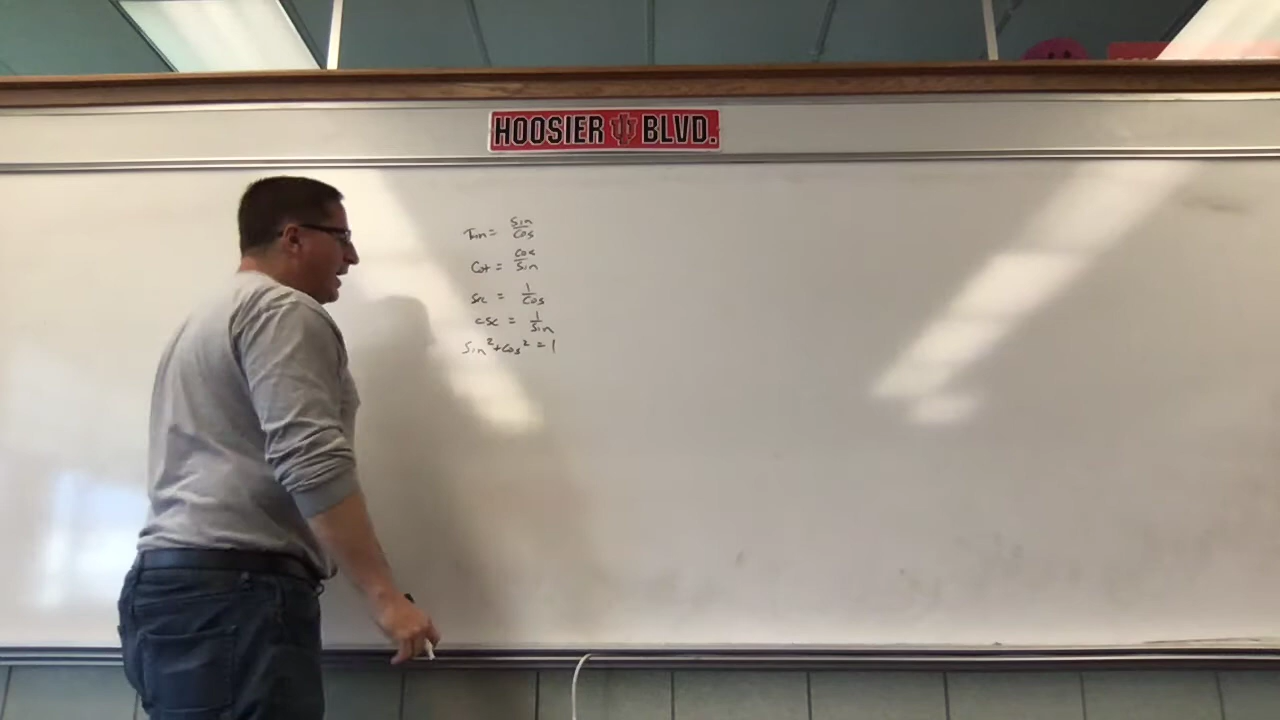 HOOSIER BLVD.
Tan = sin/cos
Cot = cos/sin
sec = 1/cos
csc = 1/sin
sin²+cos² = 1